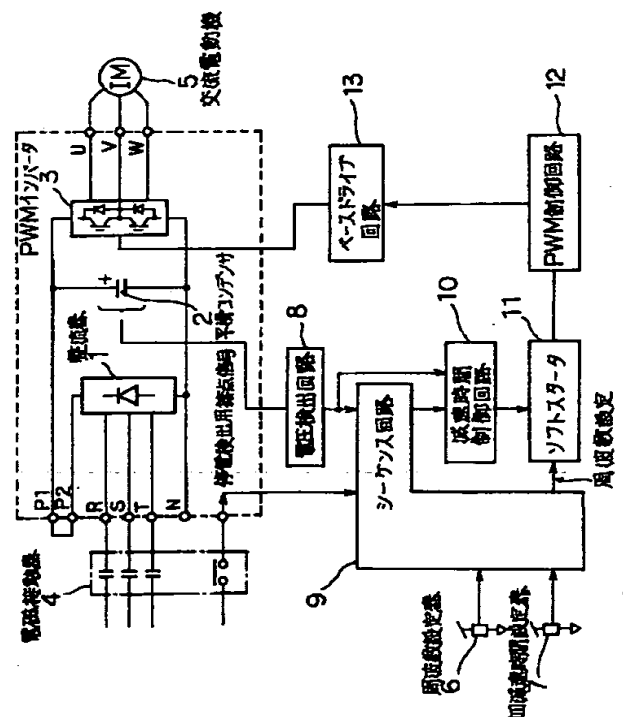 PWMインバータ
整流器
1
3
U
V
W
IM
5
交流電動機
+
2
平滑コンデンサ
P1
P2
R
S
T
N
停電検出用接点信号
電磁接触器
4
電圧検出回路
8
シーケンス回路
9
減速時間
制御回路
10
ソフトスタータ
11
周波数設定
PWM制御回路
12
ベースドライブ
回路
13
周波数設定器
6
加減速時間設定器
7